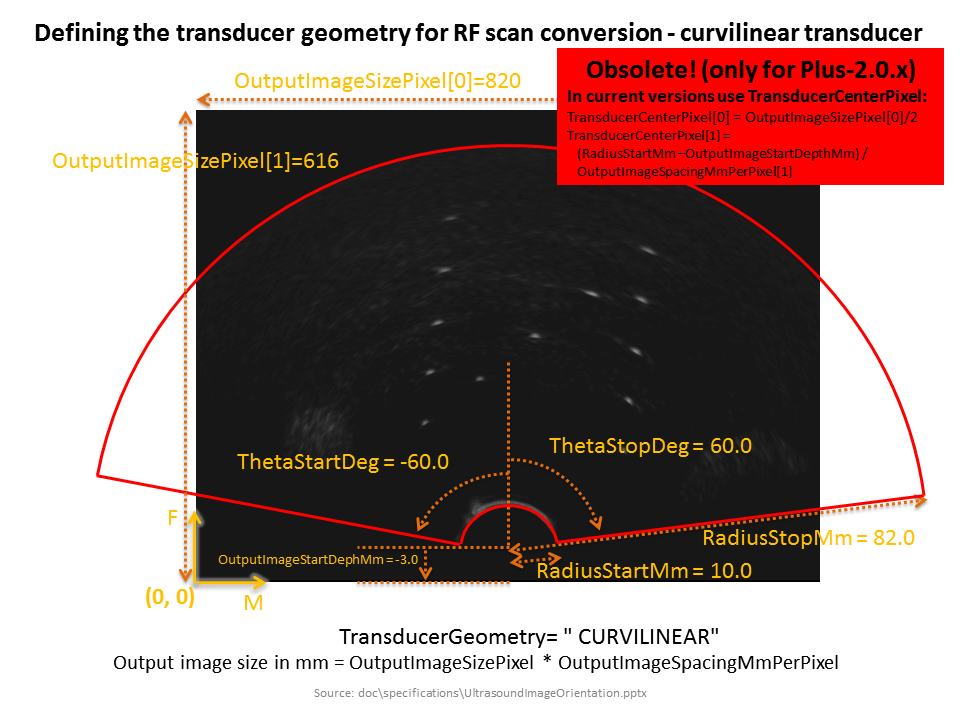 Defining the transducer geometry for RF scan conversion - curvilinear transducer
Obsolete! (only for Plus-2.0.x)
In current versions use TransducerCenterPixel:
TransducerCenterPixel[0] = OutputImageSizePixel[0]/2
TransducerCenterPixel[1] =
(RadiusStartMm–OutputImageStartDepthMm) /
OutputImageSpacingMmPerPixel[1]
OutputImageSizePixel[0]=820
OutputImageSizePixel[1]=616
ThetaStartDeg = -60.0
ThetaStopDeg = 60.0
F
OutputImageStartDephMm = -3.0
RadiusStopMm = 82.0
RadiusStartMm = 10.0
(0, 0)
M
TransducerGeometry= " CURVILINEAR"
Output image size in mm = OutputImageSizePixel * OutputImageSpacingMmPerPixel
Source: doc\specifications\UltrasoundImageOrientation.pptx